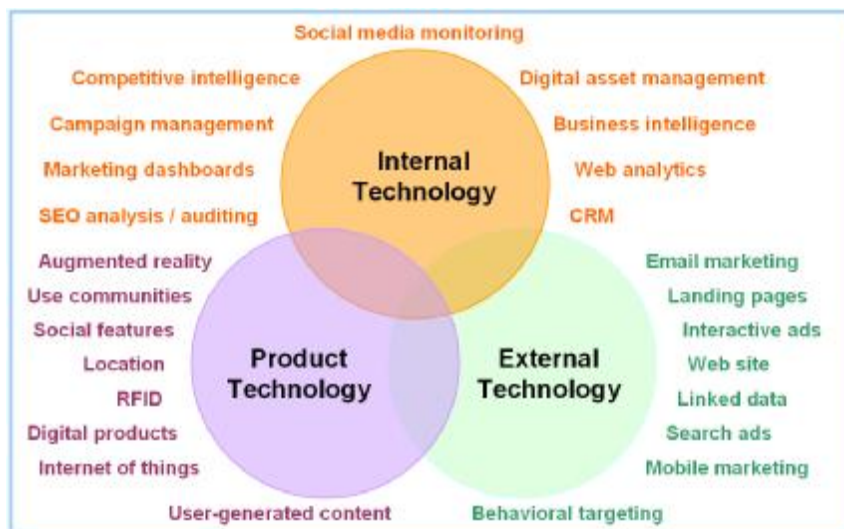 Social media monitoring
Competitive intelligence
Digital asset management
Campaign management
Business intelligence
Internal
Technology
Marketing dashboards
Web analytics
SEO analysis / auditing
CRM
Augmented reality
Email marketing
Use communities
Landing pages
Social features
Interactive ads
Product
Technology
External
Technology
Location
Web site
RFID
Linked data
Digital products
Search ads
Internet of things
Mobile marketing
User-generated content
Behavioral targeting